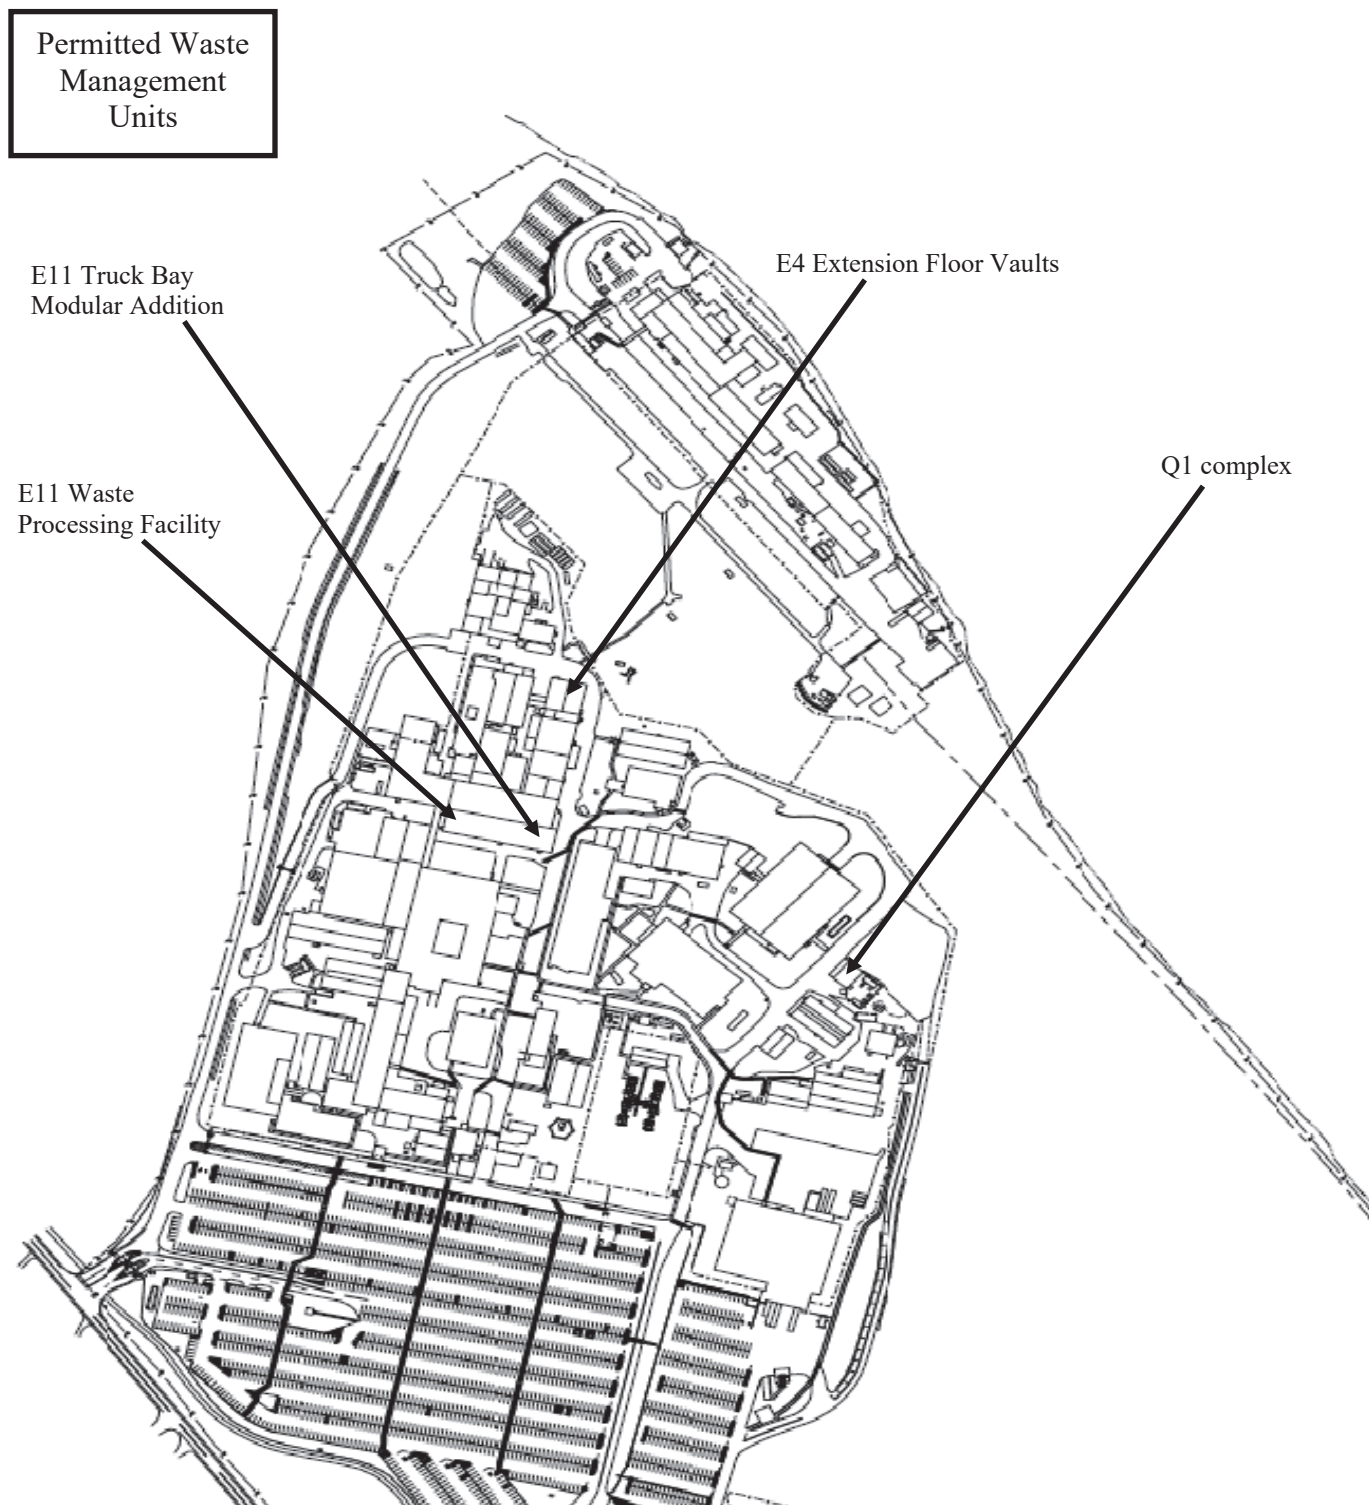 Permitted Waste
Management
Units
E11 Truck Bay
Modular Addition
E4 Extension Floor Vaults
Q1 complex
E11 Waste
Processing Facility